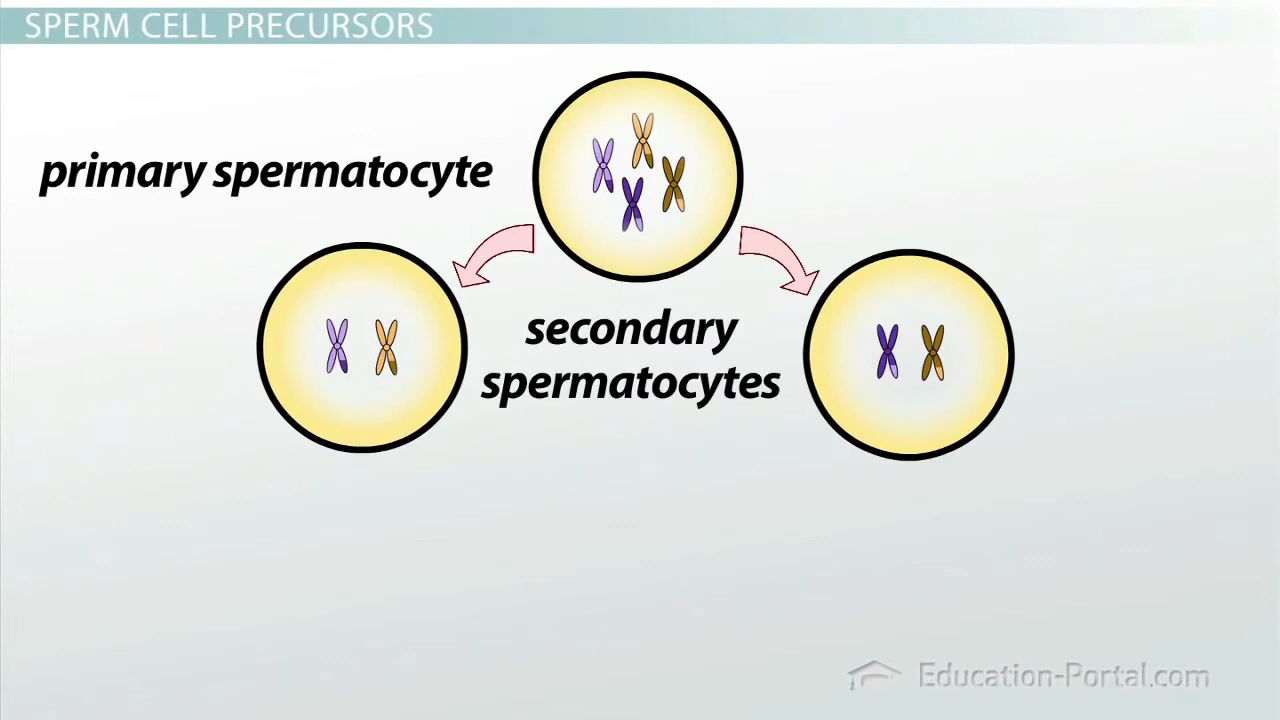 SPERM CELL PRECURSORS
primary spermatocyte
secondary
spermatocytes
Education-Portal.com